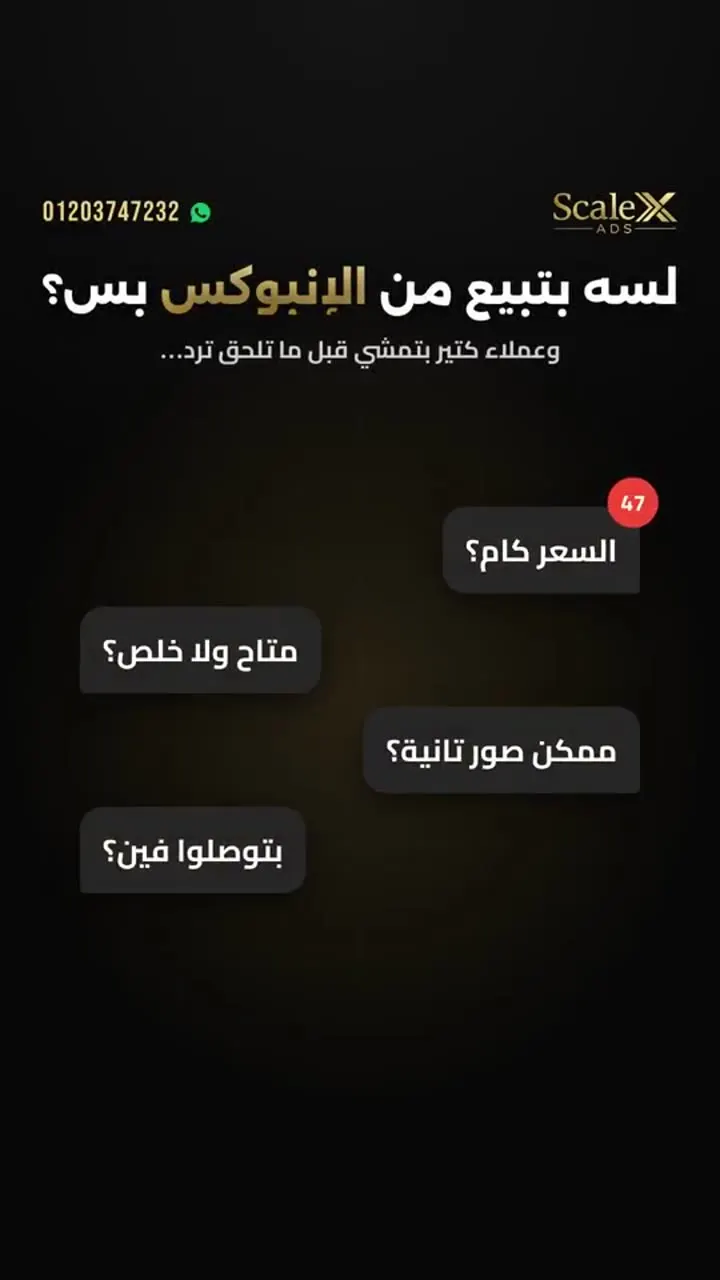 ScaleX
ADS
01203747232
لسه بتبيع من الإنبوكس بس؟
وعملاء كتير بتمشي قبل ما تلحق ترد...
47
السعر كام؟
متاح ولا خلص؟
ممكن صور تانية؟
بتوصلوا فين؟